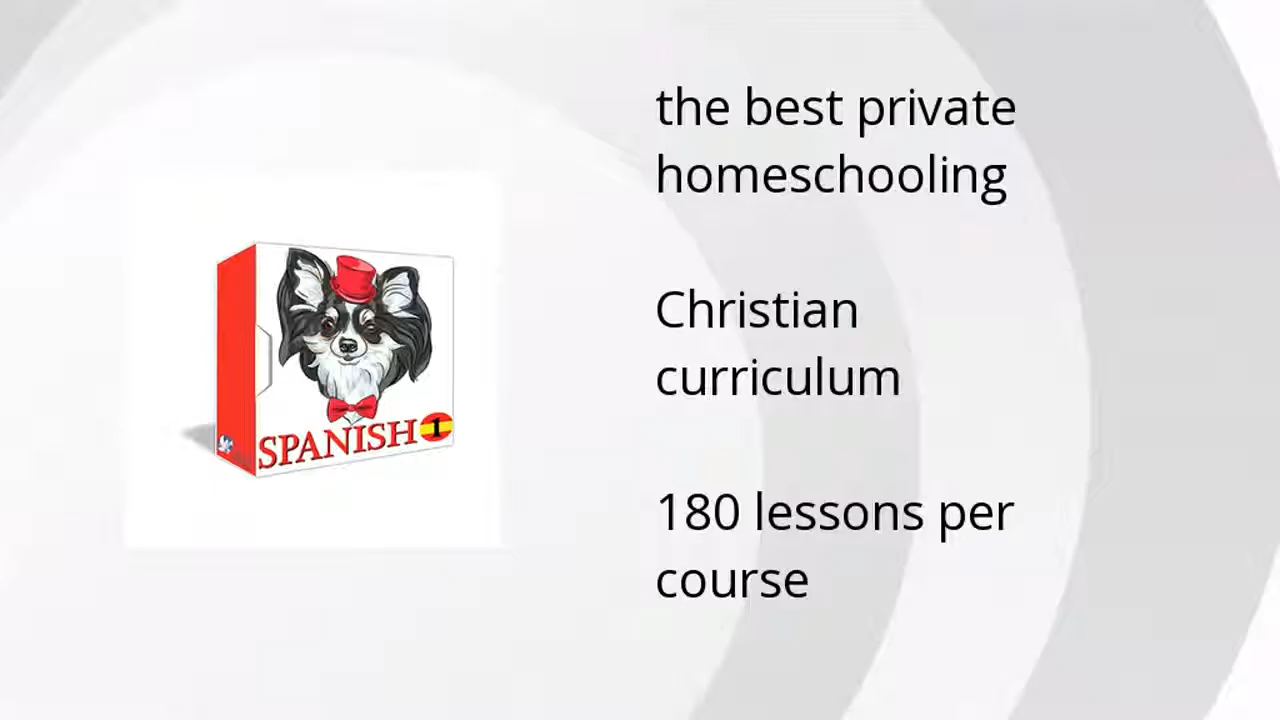 the best private
homeschooling
Christian
curriculum
180 lessons per
course
SPANISH 1